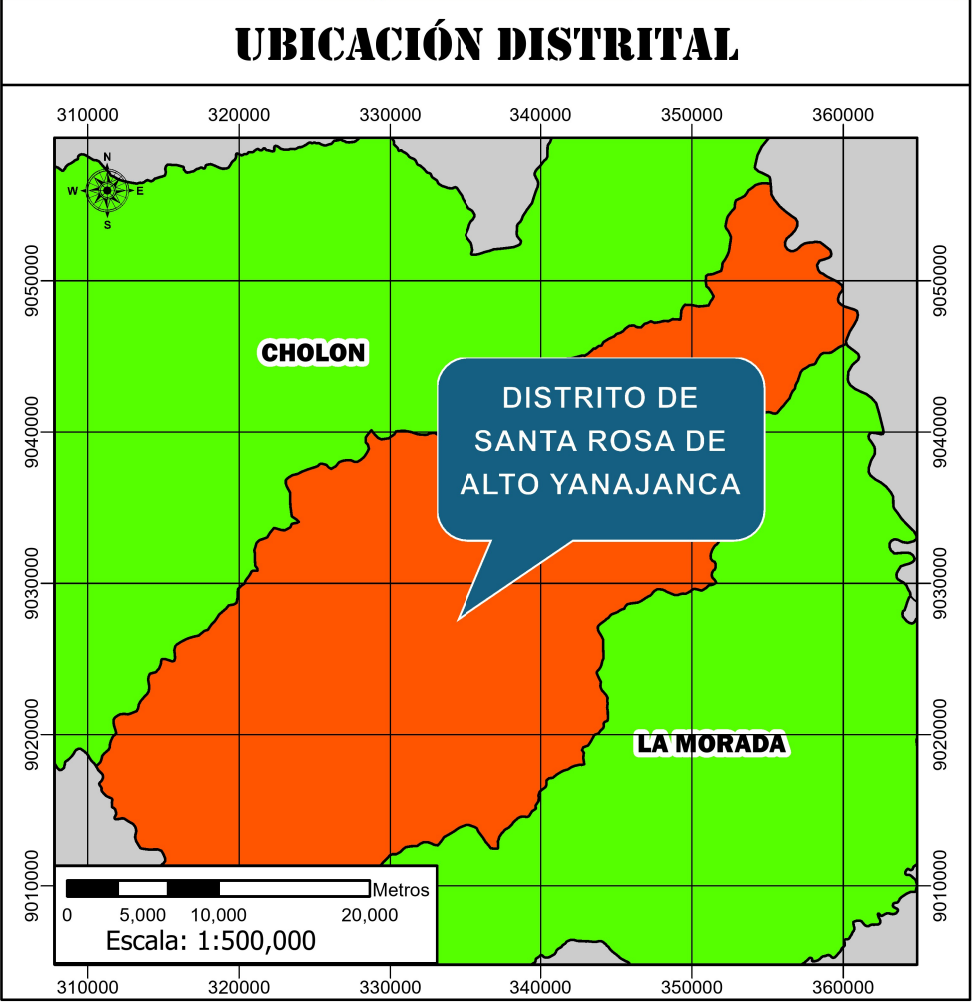 UBICACIÓN DISTRITAL
310000 320000 330000 340000 350000 360000
N
W E
S
9050000 9050000
CHOLON
DISTRITO DE
SANTA ROSA DE
ALTO YANAJANCA
9040000 9040000
9030000 9030000
9020000 9020000
LA MORADA
9010000 9010000
Metros
0 5,000 10,000 20,000
Escala: 1:500,000
310000 320000 330000 340000 350000 360000